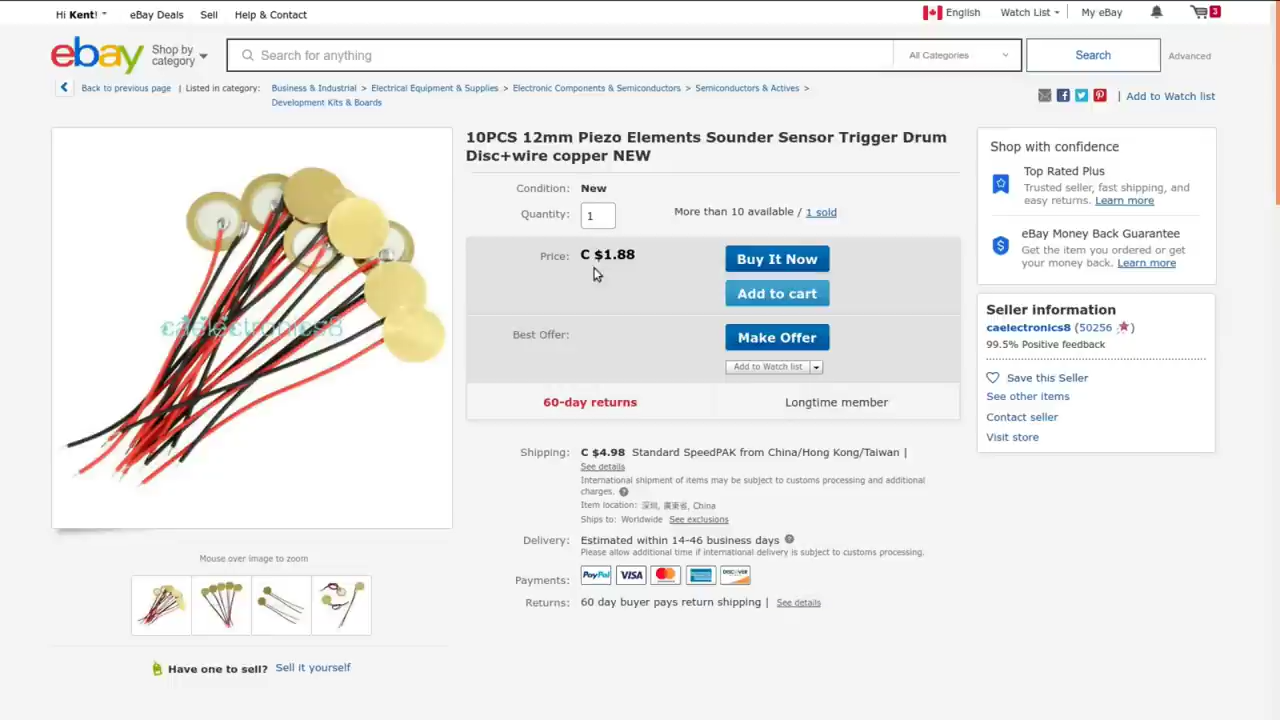 Hi Kent!
eBay Deals
Sell
Help & Contact
English
Watch List
My eBay
3
ebay
Shop by
category
Search for anything
All Categories
Search
Advanced
Back to previous page | Listed in category:
Business & Industrial > Electrical Equipment & Supplies > Electronic Components & Semiconductors > Semiconductors & Actives >
Development Kits & Boards
| Add to Watch list
caelectronics8
Mouse over image to zoom
Have one to sell? Sell it yourself
10PCS 12mm Piezo Elements Sounder Sensor Trigger Drum
Disc+wire copper NEW
Condition: New
Quantity: 1
More than 10 available / 1 sold
Price: C $1.88
Buy It Now
Add to cart
Best Offer:
Make Offer
Add to Watch list
60-day returns
Longtime member
Shipping: C $4.98 Standard SpeedPAK from China/Hong Kong/Taiwan |
See details
International shipment of items may be subject to customs processing and additional
charges.
Item location: 深圳, 廣東省, China
Ships to: Worldwide See exclusions
Delivery: Estimated within 14-46 business days
Please allow additional time if international delivery is subject to customs processing.
Payments: PayPal VISA DISCOVER
Returns: 60 day buyer pays return shipping | See details
Shop with confidence
Top Rated Plus
Trusted seller, fast shipping, and
easy returns. Learn more
eBay Money Back Guarantee
Get the item you ordered or get
your money back. Learn more
Seller information
caelectronics8 (50256 )
99.5% Positive feedback
Save this Seller
See other items
Contact seller
Visit store